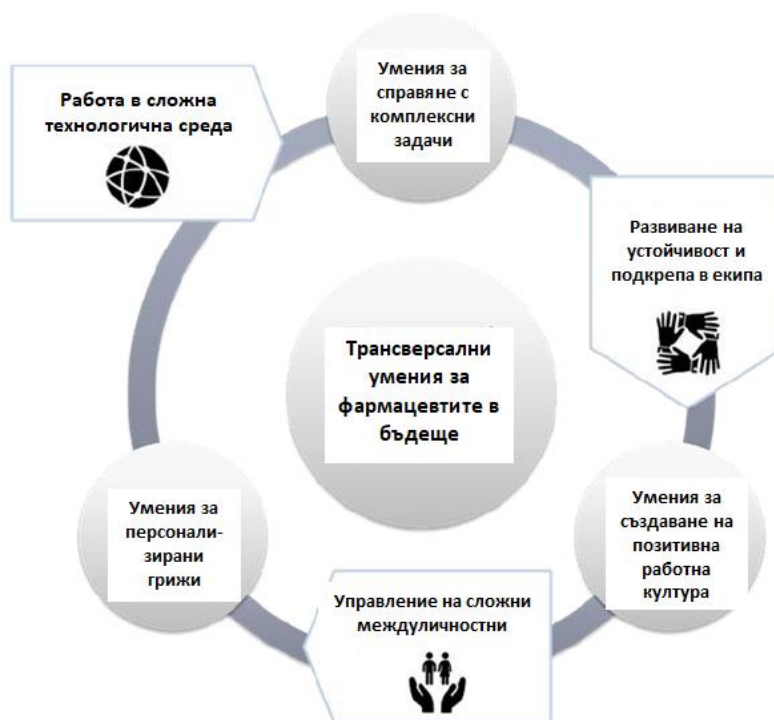 Умения за
справяне с
комплексни
задачи
Работа в сложна
технологична среда
Развиване на
устойчивост и
подкрепа в екипа
Трансверсални
умения за
фармацевтите в
бъдеще
Умения за
персонали-
зирани
грижи
Умения за
създаване на
позитивна
работна
култура
Управление на сложни
междуличностни